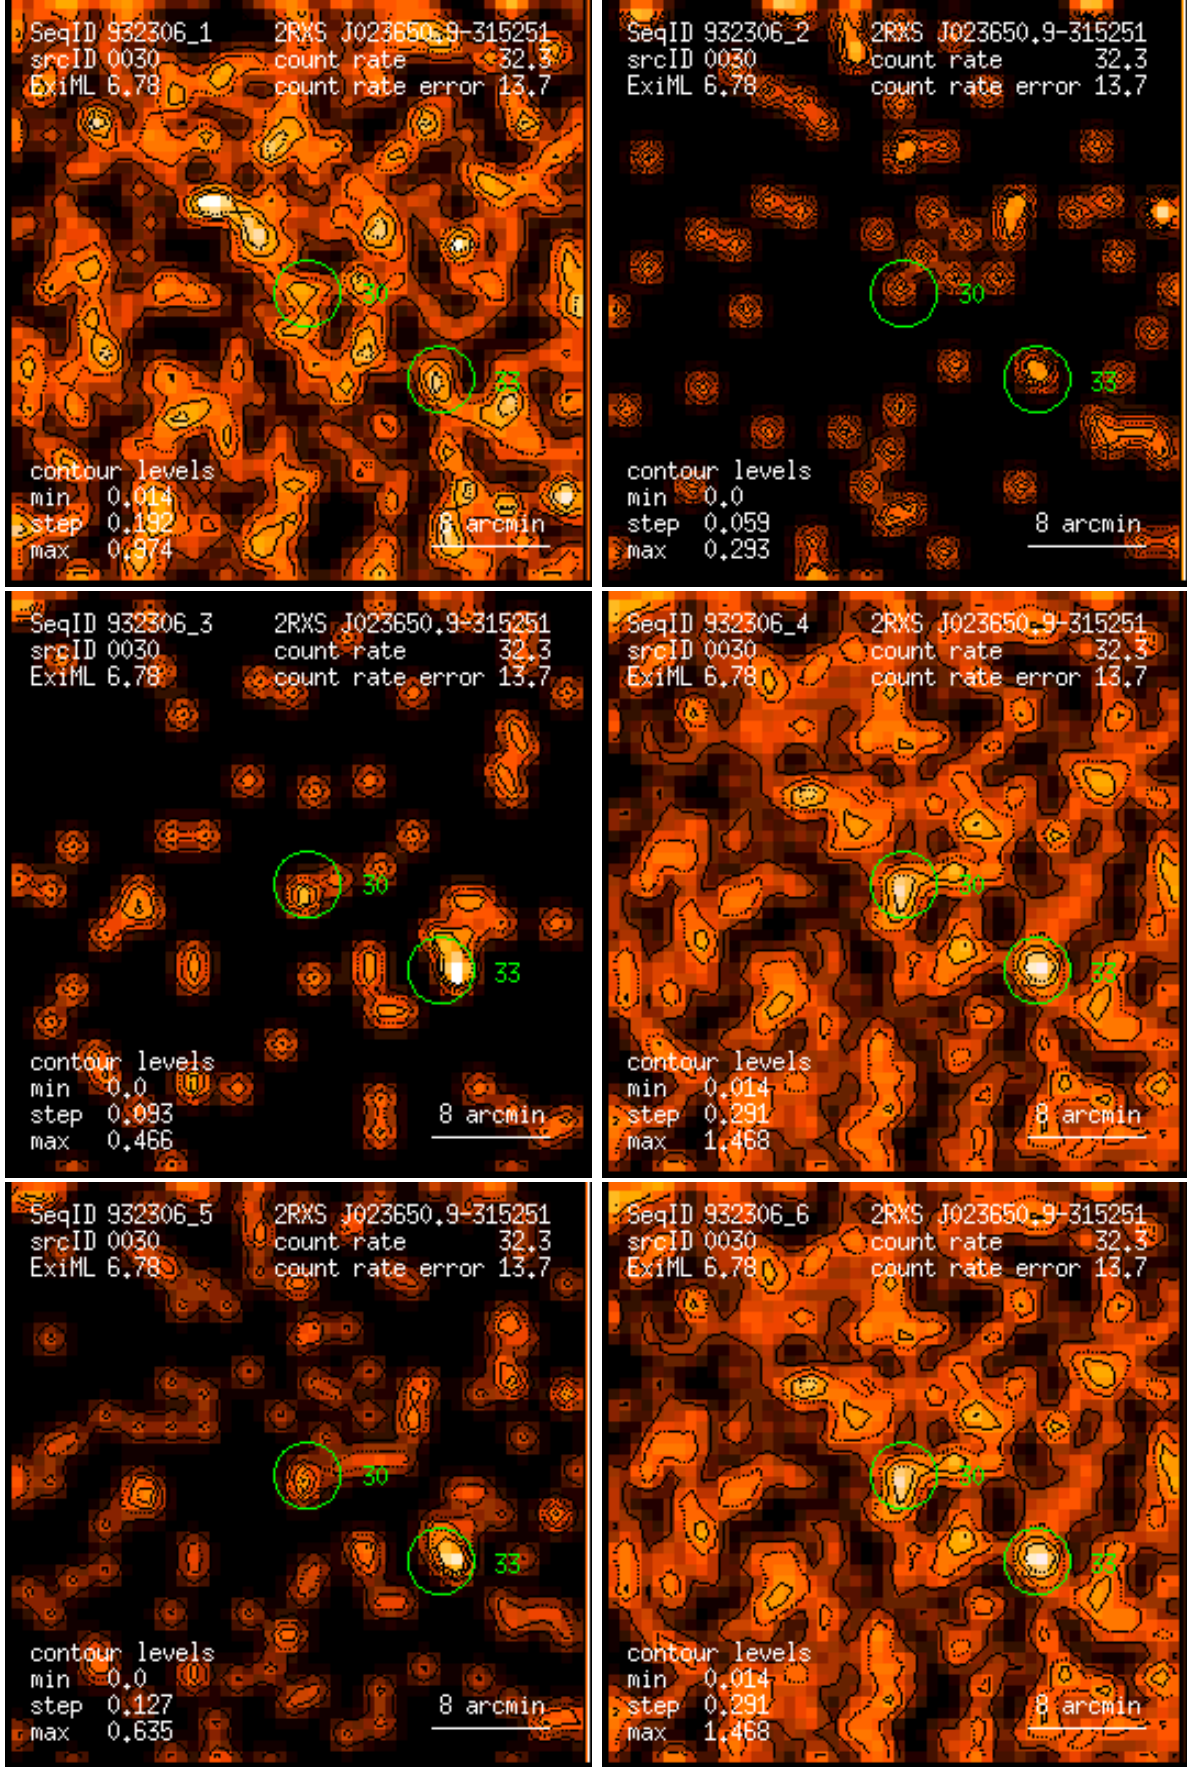 SeqID 932306_1 2RXS J023650.9-315251
srcID 0030 count rate 32.3
ExiML 6.78 count rate error 13.7
30
33
contour levels
min 0.014
step 0.192 8 arcmin
max 0.974
SeqID 932306_2 2RXS J023650.9-315251
srcID 0030 count rate 32.3
ExiML 6.78 count rate error 13.7
30
33
contour levels
min 0.0
step 0.059 8 arcmin
max 0.293
SeqID 932306_3 2RXS J023650.9-315251
srcID 0030 count rate 32.3
ExiML 6.78 count rate error 13.7
30
33
contour levels
min 0.0
step 0.093 8 arcmin
max 0.466
SeqID 932306_4 2RXS J023650.9-315251
srcID 0030 count rate 32.3
ExiML 6.78 count rate error 13.7
30
33
contour levels
min 0.014
step 0.291 8 arcmin
max 1.468
SeqID 932306_5 2RXS J023650.9-315251
srcID 0030 count rate 32.3
ExiML 6.78 count rate error 13.7
30
33
contour levels
min 0.0
step 0.127 8 arcmin
max 0.635
SeqID 932306_6 2RXS J023650.9-315251
srcID 0030 count rate 32.3
ExiML 6.78 count rate error 13.7
30
33
contour levels
min 0.014
step 0.291 8 arcmin
max 1.468